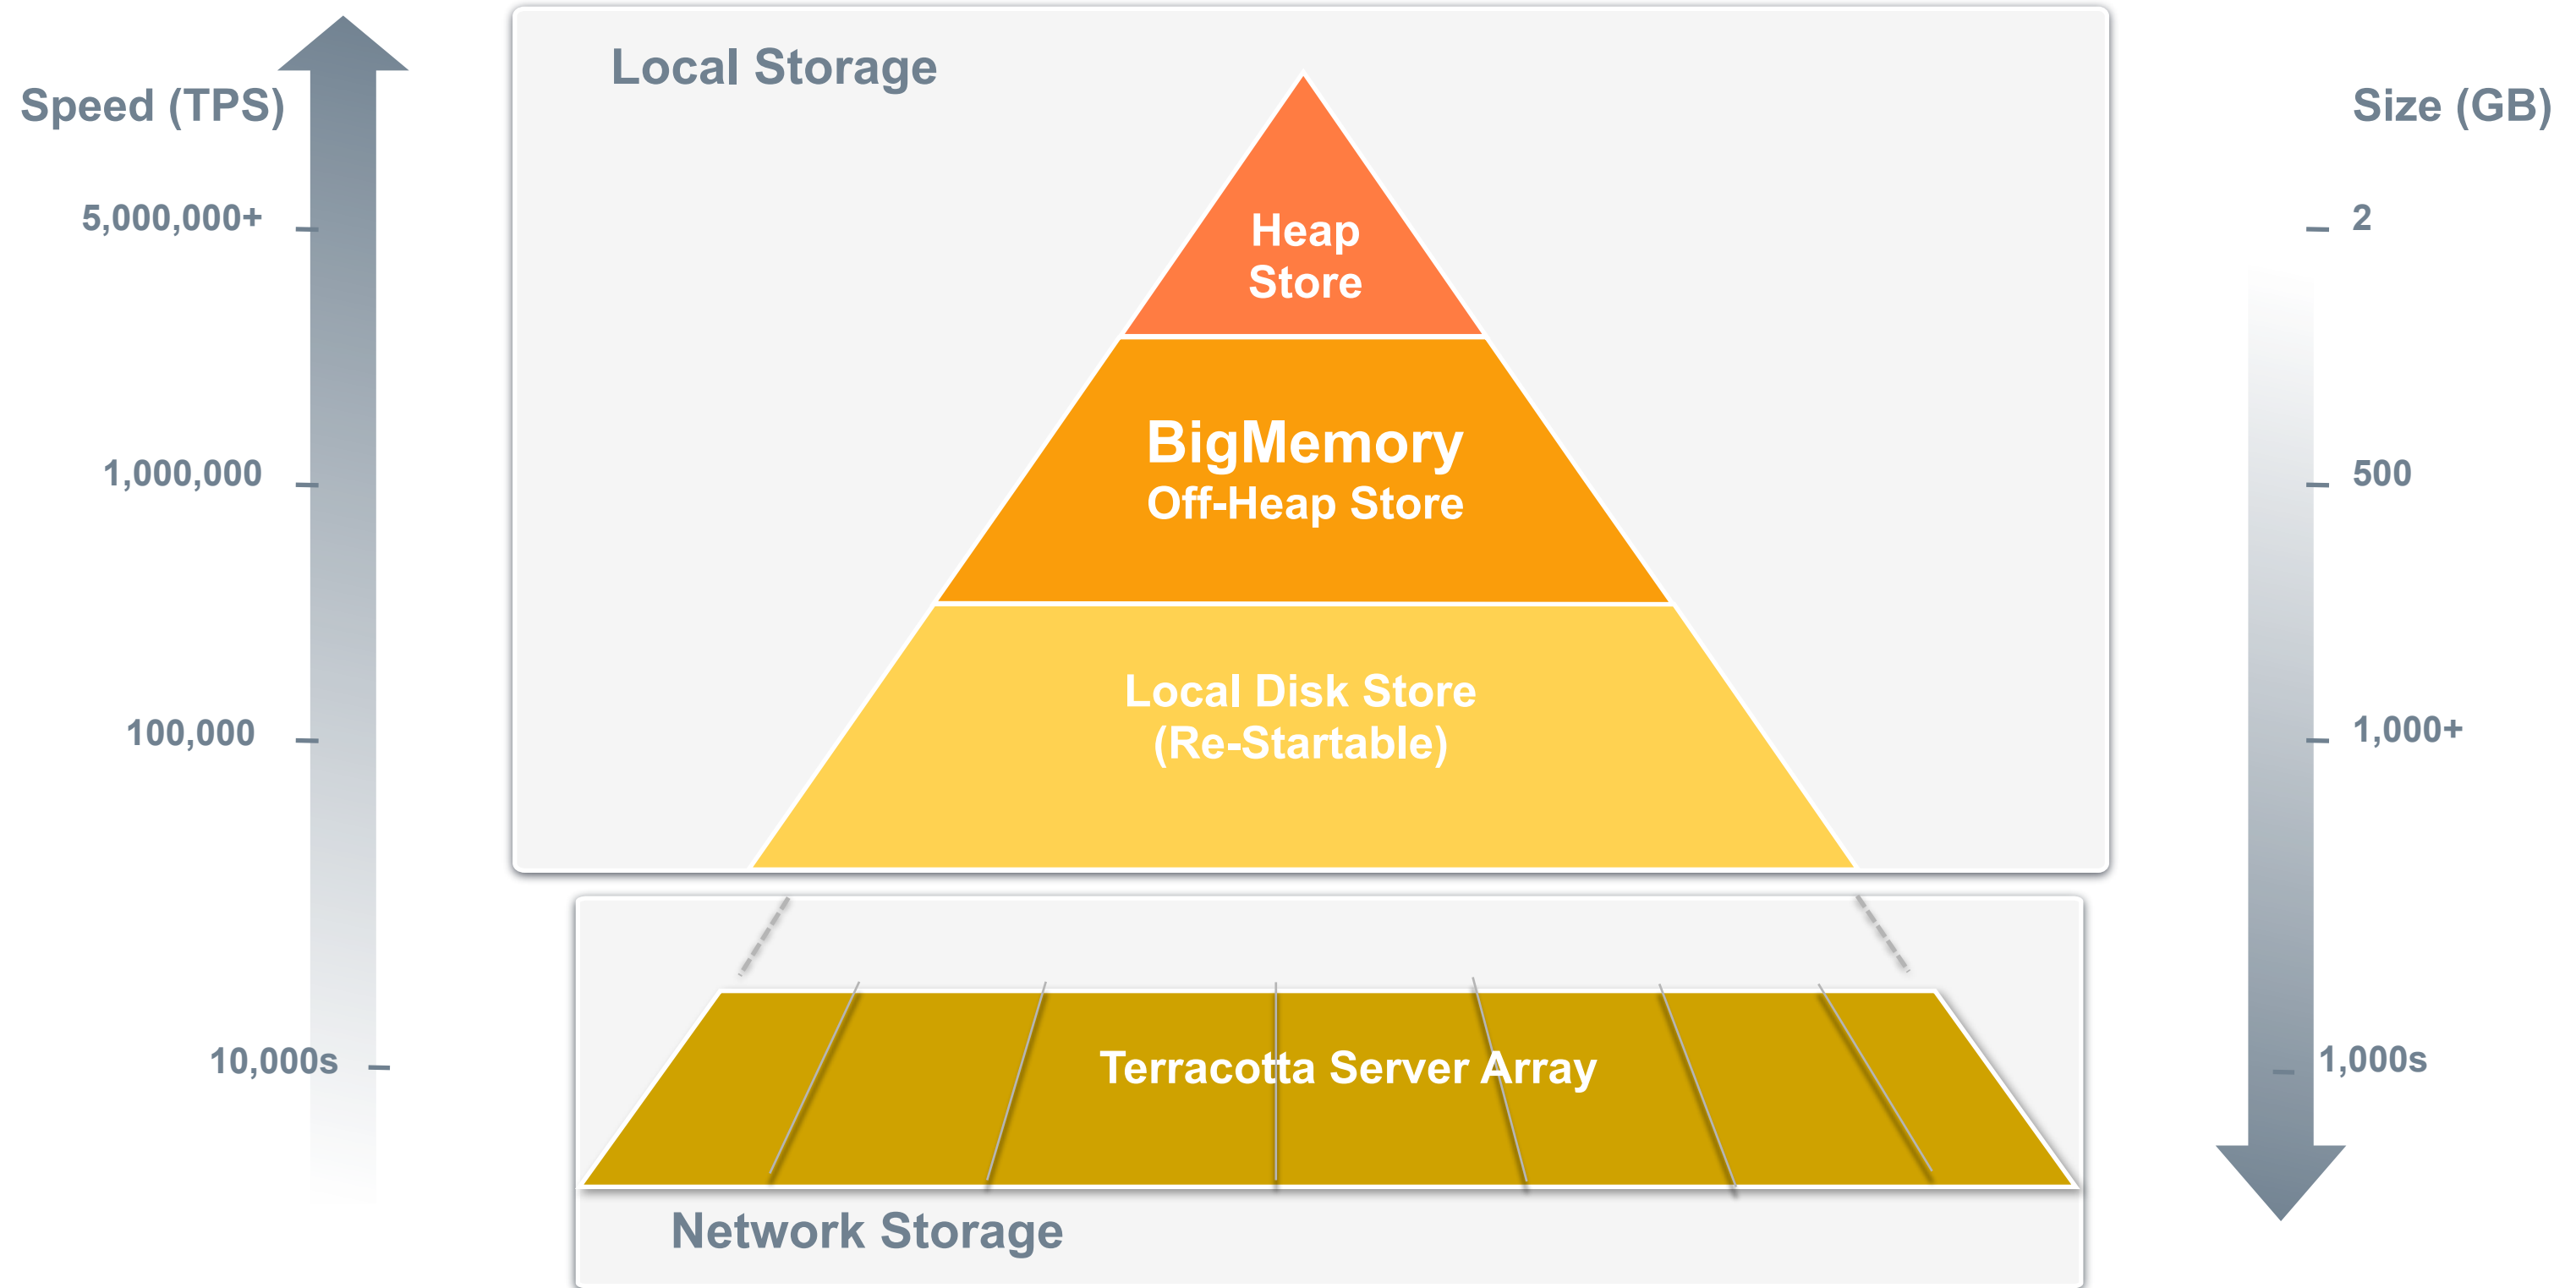 Local Storage
Speed (TPS)
Size (GB)
5,000,000+
2
Heap
Store
BigMemory
1,000,000
500
Off-Heap Store
Local Disk Store
100,000
1,000+
(Re-Startable)
10,000s
Terracotta Server Array
1,000s
Network Storage